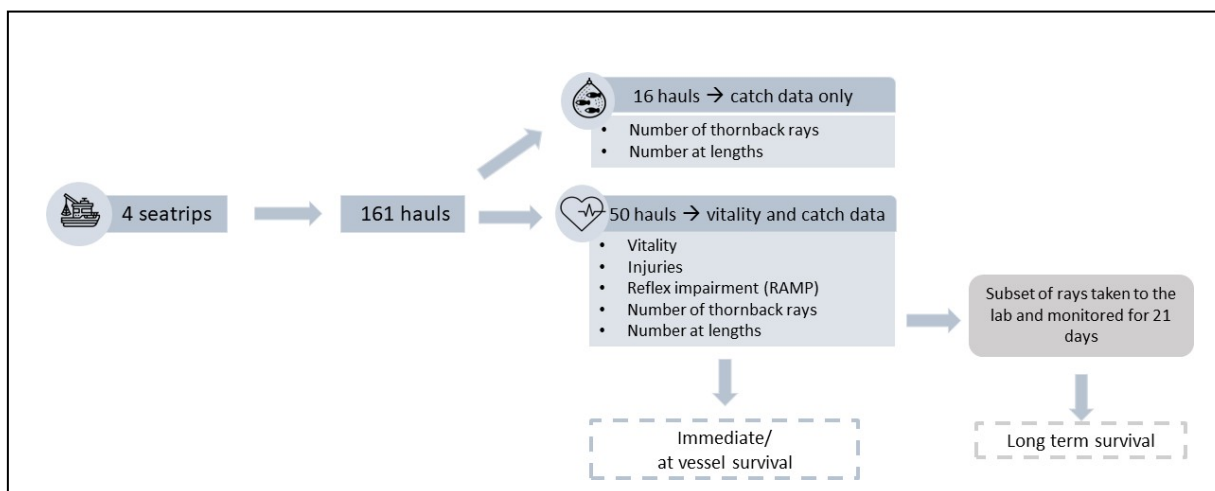 16 hauls → catch data only
• Number of thornback rays
• Number at lengths
4 seatrips
161 hauls
50 hauls → vitality and catch data
• Vitality
• Injuries
• Reflex impairment (RAMP)
• Number of thornback rays
• Number at lengths
Subset of rays taken to the
lab and monitored for 21
days
Immediate/
at vessel survival
Long term survival